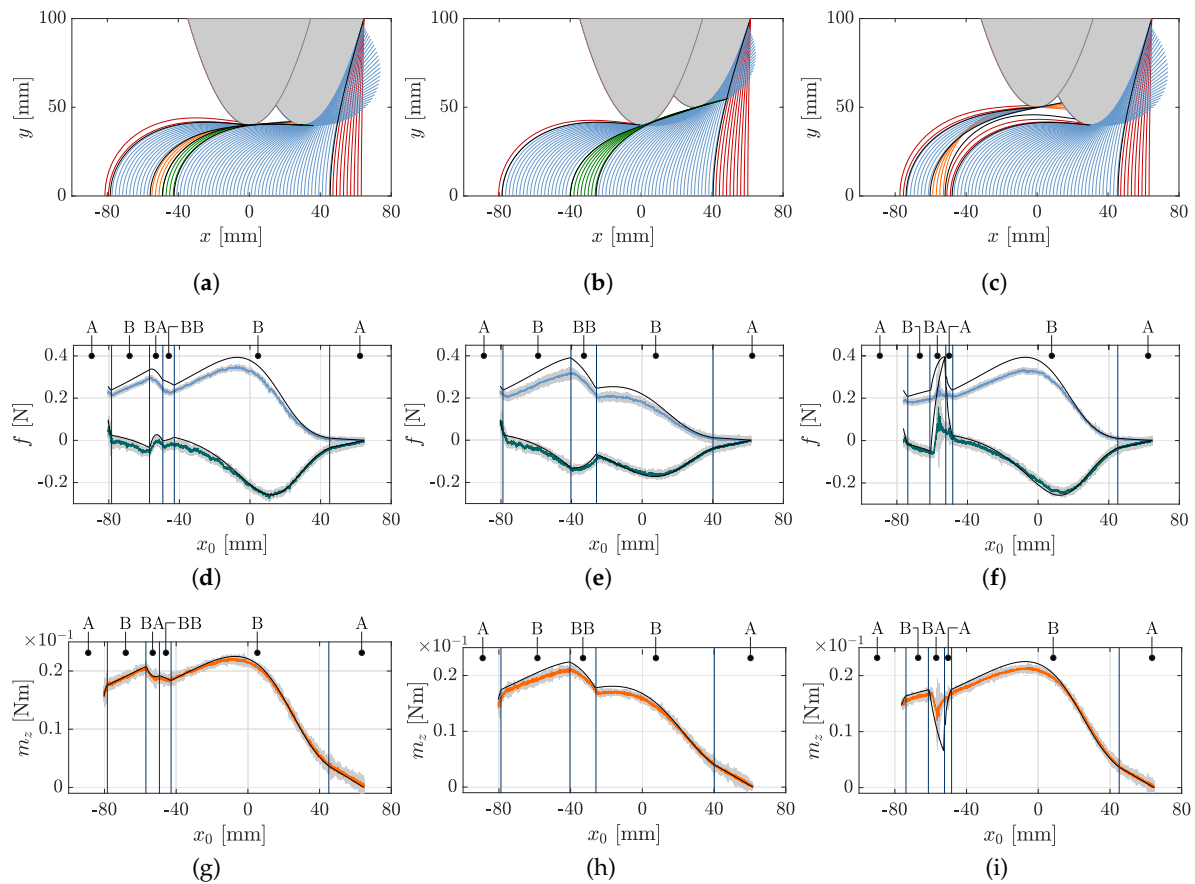 100
50
0
y [mm]
-80 -40 0 40 80
x [mm]
(a)
100
50
0
y [mm]
-80 -40 0 40 80
x [mm]
(b)
100
50
0
y [mm]
-80 -40 0 40 80
x [mm]
(c)
A B BA BB B A
0.4
0.2
0
-0.2
f [N]
-80 -40 0 40 80
x₀ [mm]
(d)
A B BB B A
0.4
0.2
0
-0.2
f [N]
-80 -40 0 40 80
x₀ [mm]
(e)
A B BA A B A
0.4
0.2
0
-0.2
f [N]
-80 -40 0 40 80
x₀ [mm]
(f)
A B BA BB B A
×10⁻¹
0.2
0.1
0
m_z [Nm]
-80 -40 0 40 80
x₀ [mm]
(g)
A B BB B A
×10⁻¹
0.2
0.1
0
m_z [Nm]
-80 -40 0 40 80
x₀ [mm]
(h)
A B BA A B A
×10⁻¹
0.2
0.1
0
m_z [Nm]
-80 -40 0 40 80
x₀ [mm]
(i)